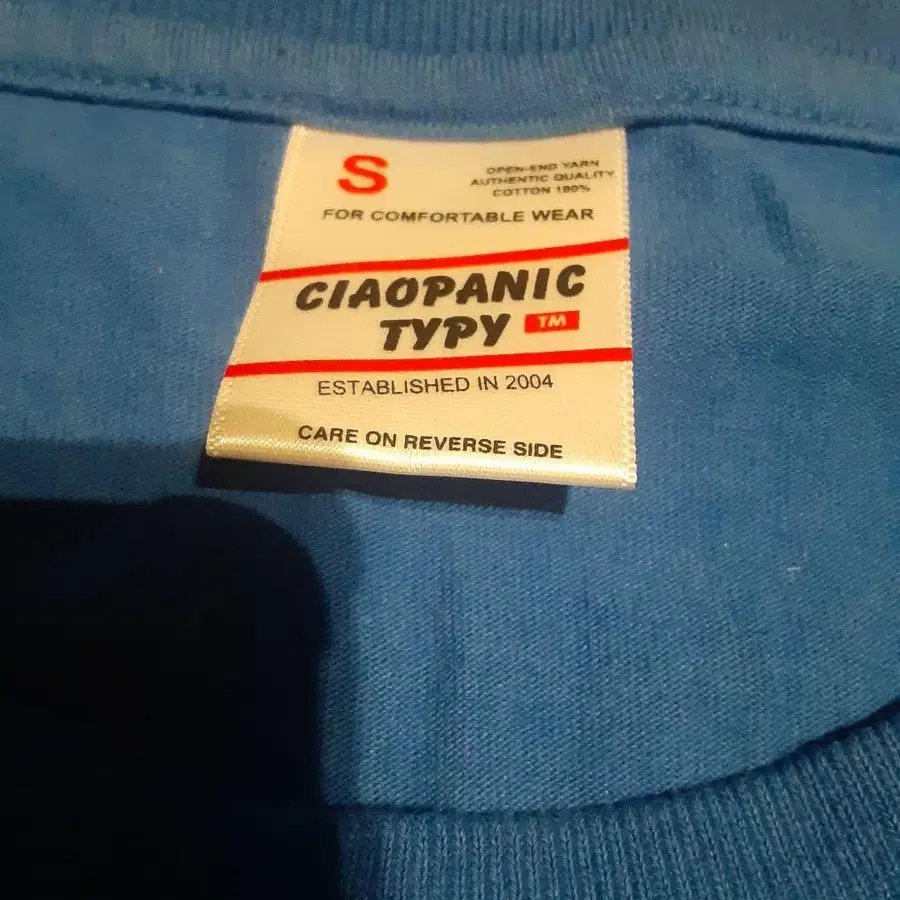 S
OPEN-END YARN
AUTHENTIC QUALITY
COTTON 100%
FOR COMFORTABLE WEAR
CIAOPANIC
TYPY TM
ESTABLISHED IN 2004
CARE ON REVERSE SIDE